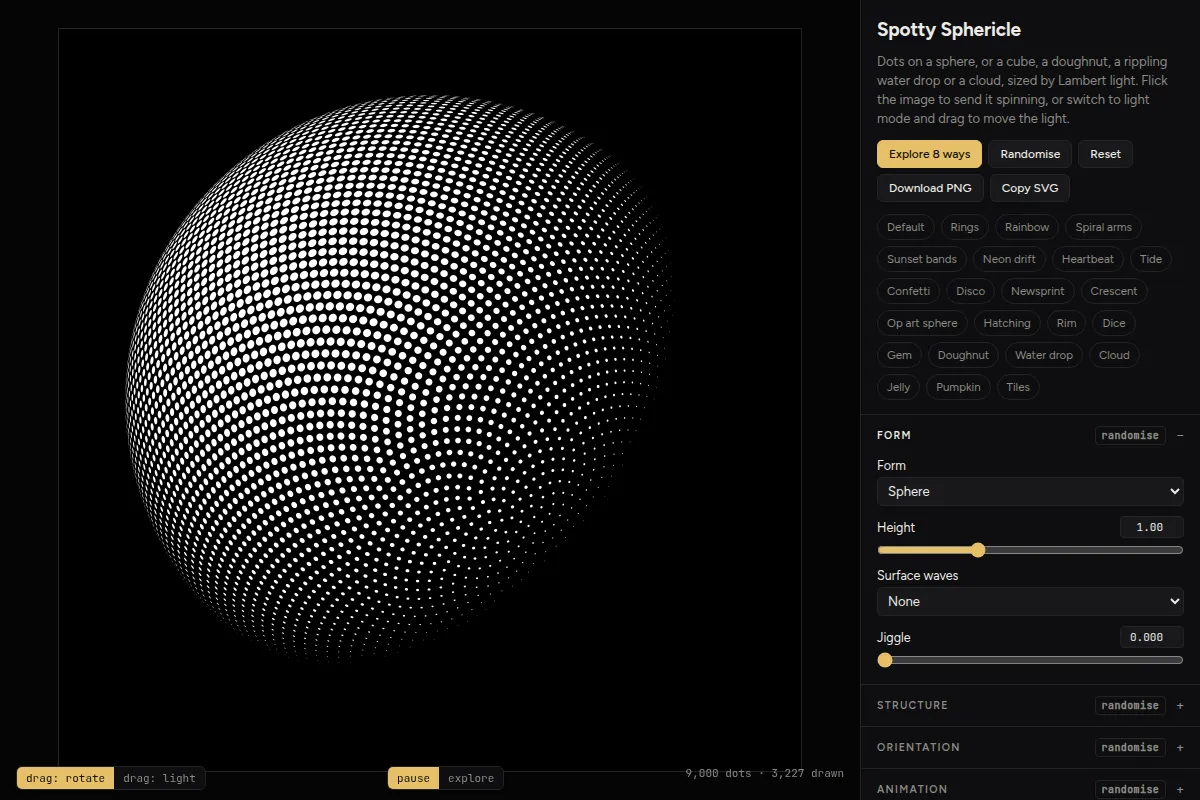 Spotty Sphericle
Dots on a sphere, or a cube, a doughnut, a rippling
water drop or a cloud, sized by Lambert light. Flick
the image to send it spinning, or switch to light
mode and drag to move the light.
Explore 8 ways Randomise Reset
Download PNG Copy SVG
Default Rings Rainbow Spiral arms
Sunset bands Neon drift Heartbeat Tide
Confetti Disco Newsprint Crescent
Op art sphere Hatching Rim Dice
Gem Doughnut Water drop Cloud
Jelly Pumpkin Tiles
FORM randomise −
Form
Sphere
Height 1.00
Surface waves
None
Jiggle 0.000
STRUCTURE randomise +
ORIENTATION randomise +
ANIMATION randomise +
drag: rotate drag: light
pause explore
9,000 dots · 3,227 drawn